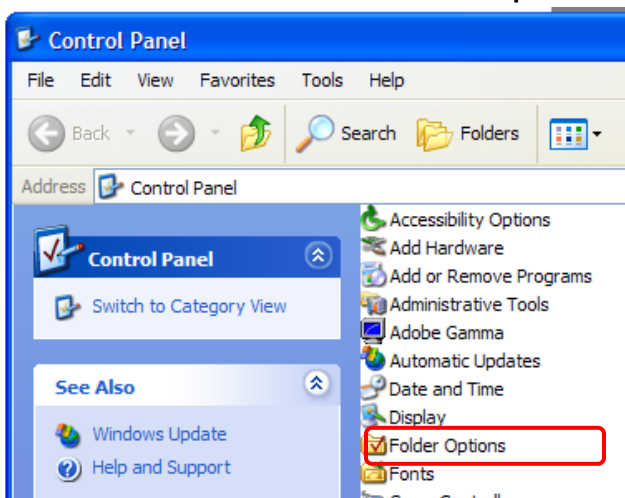 Control Panel
File Edit View Favorites Tools Help
Back Search Folders
Address Control Panel
Control Panel
Switch to Category View
See Also
Windows Update
Help and Support
Accessibility Options
Add Hardware
Add or Remove Programs
Administrative Tools
Adobe Gamma
Automatic Updates
Date and Time
Display
Folder Options
Fonts